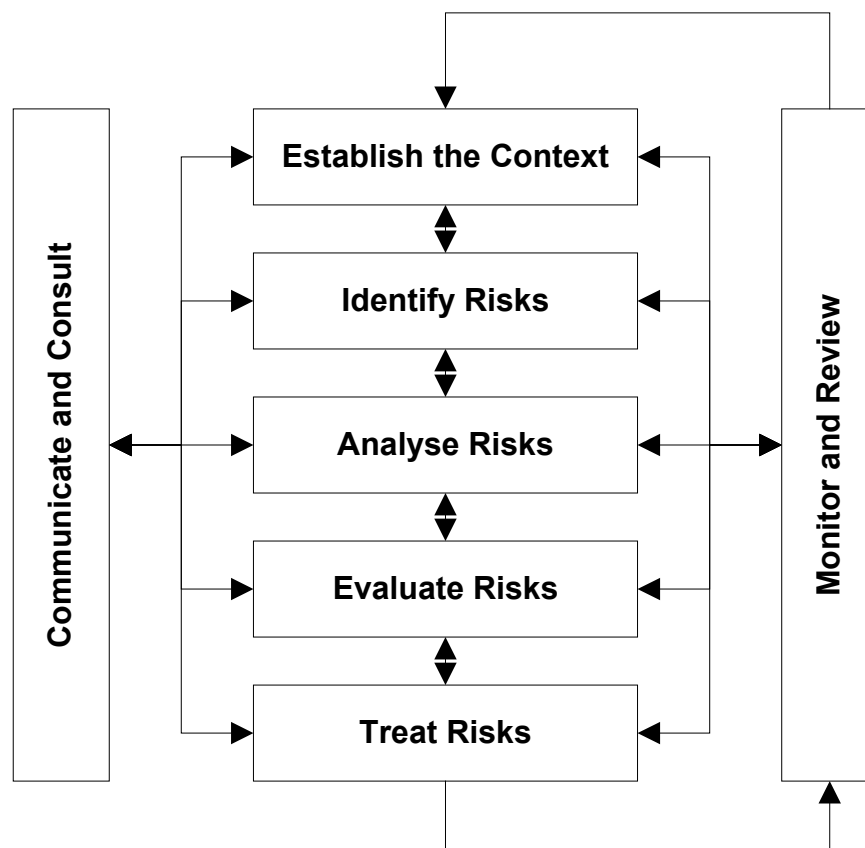 Establish the Context
Identify Risks
Analyse Risks
Evaluate Risks
Treat Risks
Communicate and Consult
Monitor and Review